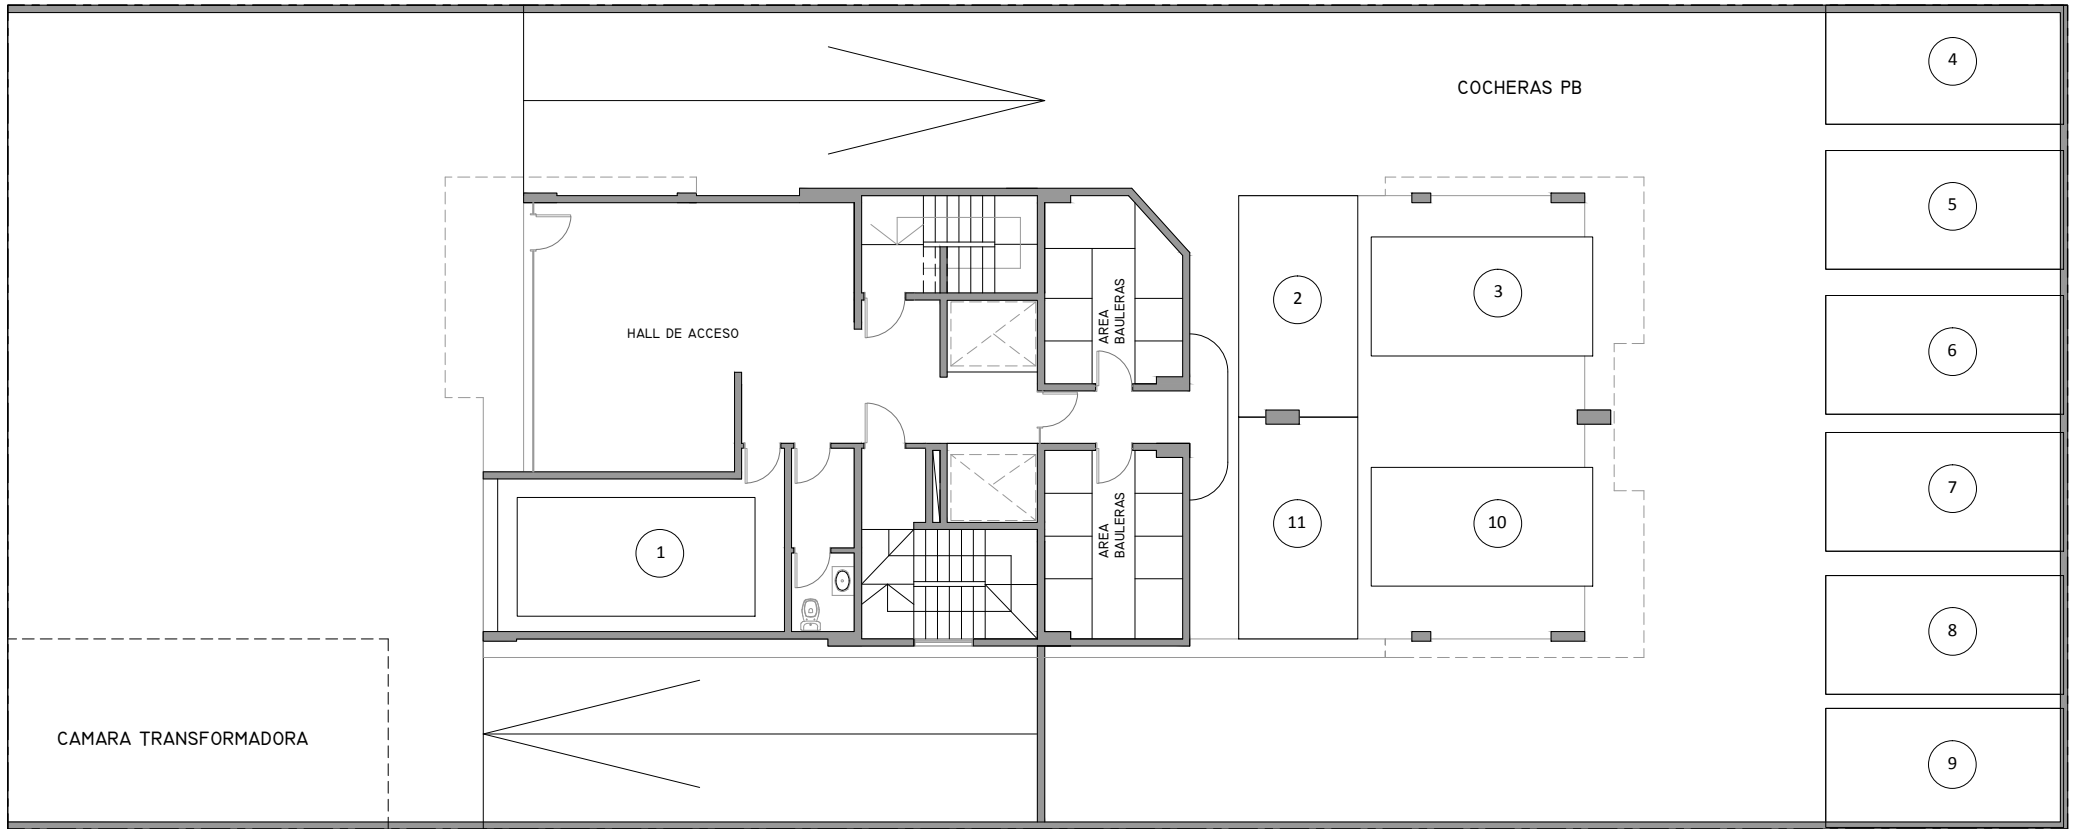 4
COCHERAS PB
5
2
3
AREA
BAULERAS
HALL DE ACCESO
6
7
1
11
10
AREA
BAULERAS
8
CAMARA TRANSFORMADORA
9